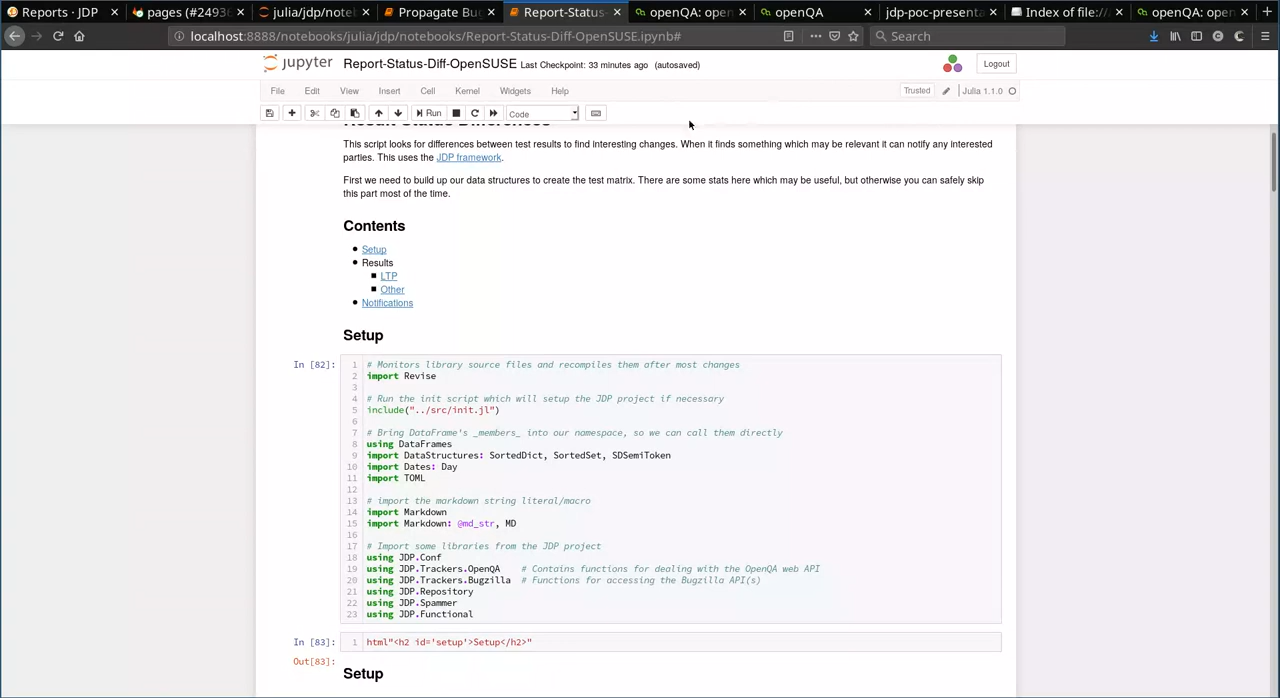 Reports · JDP
pages (#2493
julia/jdp/note
Propagate Bu
Report-Status-
openQA: open
openQA
jdp-poc-present
Index of file://
openQA: open
localhost:8888/notebooks/julia/jdp/notebooks/Report-Status-Diff-OpenSUSE.ipynb#
Search
jupyter
Report-Status-Diff-OpenSUSE Last Checkpoint: 33 minutes ago (autosaved)
Logout
File Edit View Insert Cell Kernel Widgets Help
Trusted
Julia 1.1.0
Run
Code
Result Status Differences
This script looks for differences between test results to find interesting changes. When it finds something which may be relevant it can notify any interested
parties. This uses the JDP framework.
First we need to build up our data structures to create the test matrix. There are some stats here which may be useful, but otherwise you can safely skip
this part most of the time.
Contents
Setup
Results
LTP
Other
Notifications
Setup
In [82]:
1 # Monitors library source files and recompiles them after most changes
2 import Revise
3
4 # Run the init script which will setup the JDP project if necessary
5 include("../src/init.jl")
6
7 # Bring DataFrame's _members_ into our namespace, so we can call them directly
8 using DataFrames
9 import DataStructures: SortedDict, SortedSet, SDSemiToken
10 import Dates: Day
11 import TOML
12
13 # import the markdown string literal/macro
14 import Markdown
15 import Markdown: @md_str, MD
16
17 # Import some libraries from the JDP project
18 using JDP.Conf
19 using JDP.Trackers.OpenQA # Contains functions for dealing with the OpenQA web API
20 using JDP.Trackers.Bugzilla # Functions for accessing the Bugzilla API(s)
21 using JDP.Repository
22 using JDP.Spammer
23 using JDP.Functional
In [83]:
1 html"<h2 id='setup'>Setup</h2>"
Out[83]:
Setup